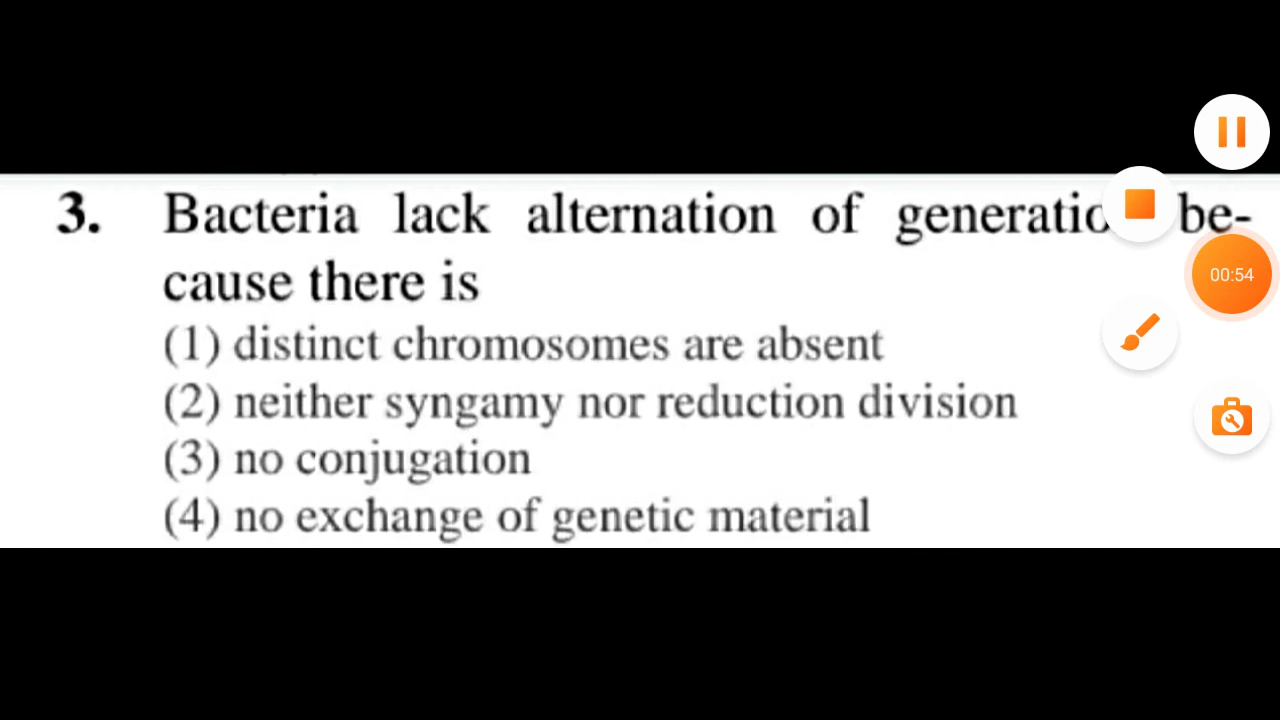 3. Bacteria lack alternation of generatio be-
cause there is
(1) distinct chromosomes are absent
(2) neither syngamy nor reduction division
(3) no conjugation
(4) no exchange of genetic material
00:54